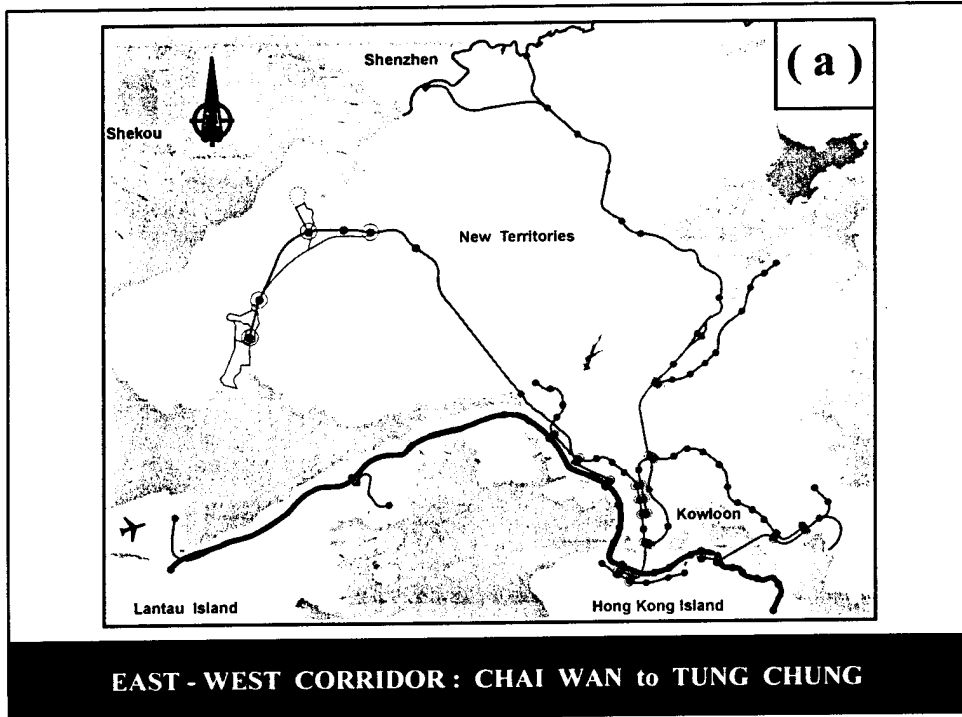 ( a )
Shenzhen
Shekou
New Territories
Kowloon
Lantau Island
Hong Kong Island
EAST - WEST CORRIDOR : CHAI WAN to TUNG CHUNG